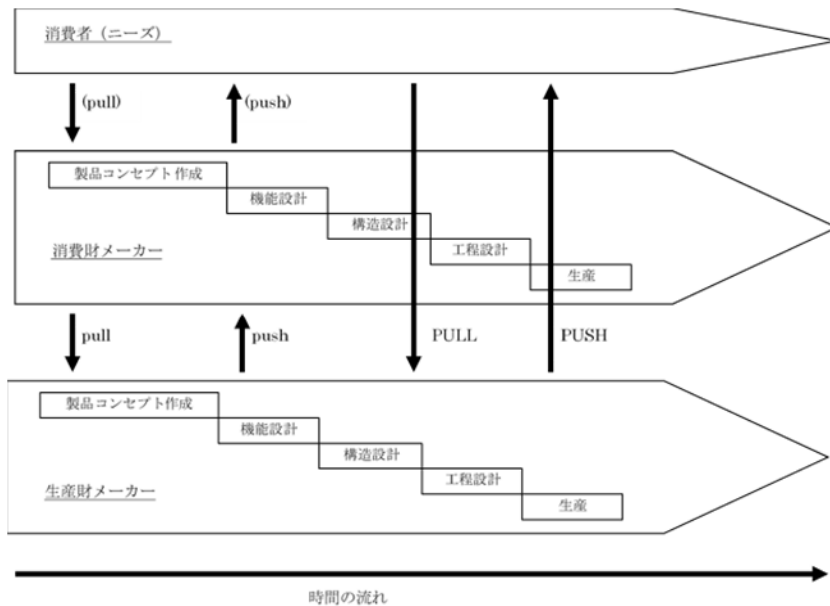 消費者（ニーズ）
(pull)
(push)
製品コンセプト作成
機能設計
構造設計
工程設計
生産
消費財メーカー
pull
push
PULL
PUSH
製品コンセプト作成
機能設計
構造設計
工程設計
生産
生産財メーカー
時間の流れ